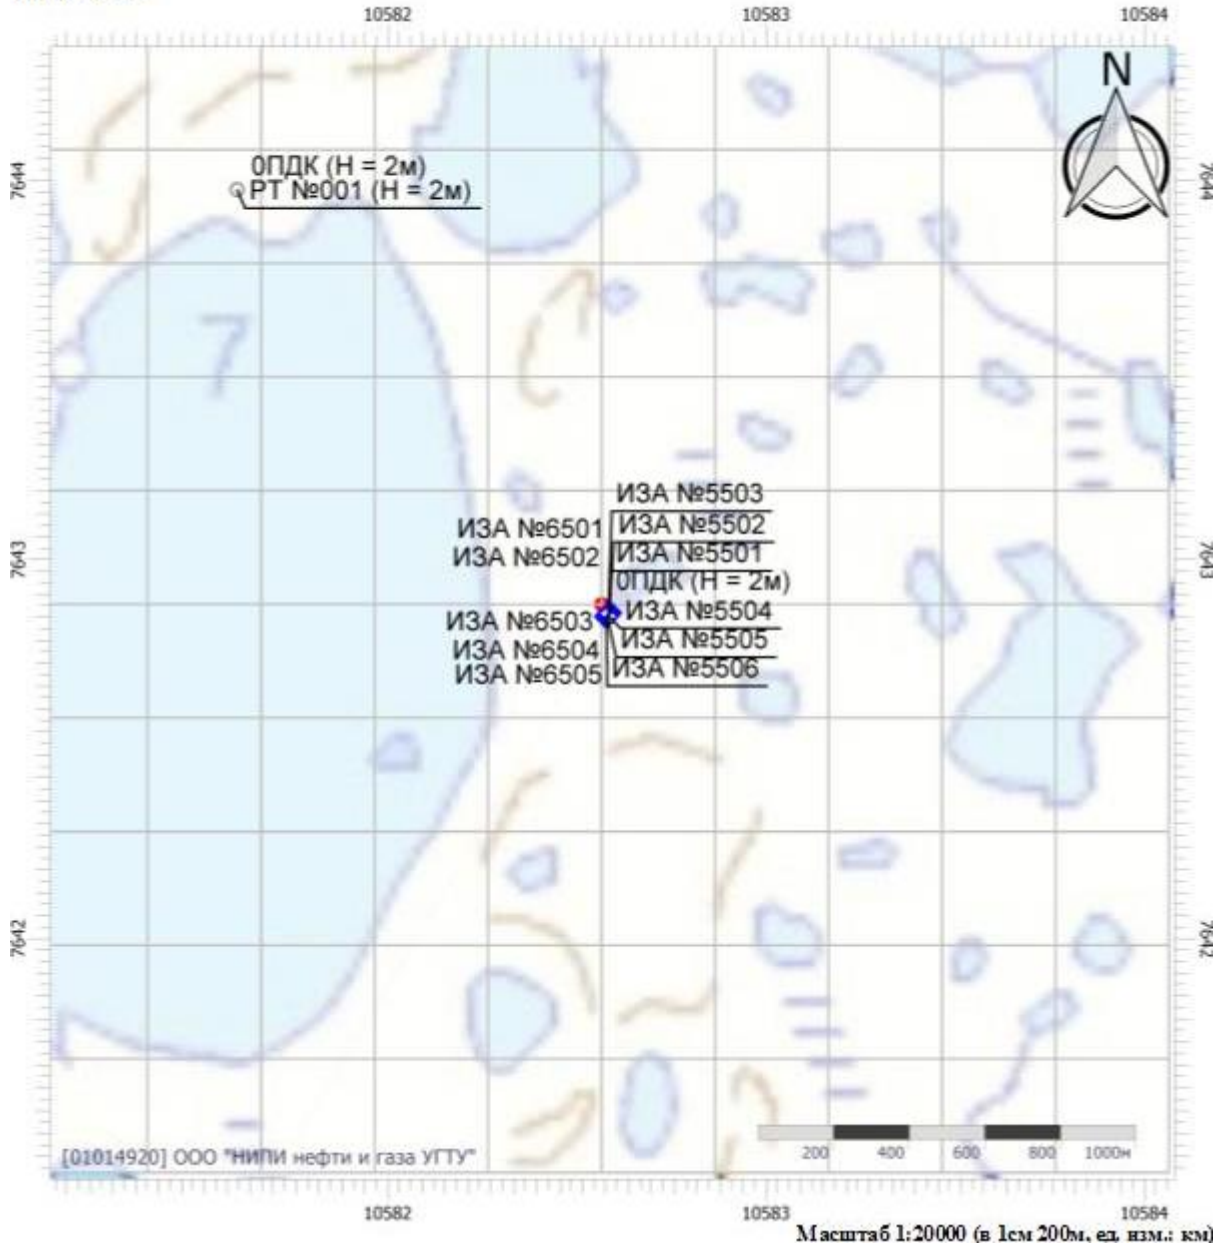 10582 10583 10584
N
0ПДК (Н = 2м)
7644 РТ №001 (Н = 2м) 7644
ИЗА №5503
ИЗА №6501 ИЗА №5502
7643 ИЗА №6502 ИЗА №5501 7643
0ПДК (Н = 2м)
ИЗА №6503 ИЗА №5504
ИЗА №6504 ИЗА №5505
ИЗА №6505 ИЗА №5506
7642 7642
200 400 600 800 1000м
[01014920] ООО "НИПИ нефти и газа УГТУ"
10582 10583 10584
Масштаб 1:20000 (в 1см 200м, ед. изм.: км)